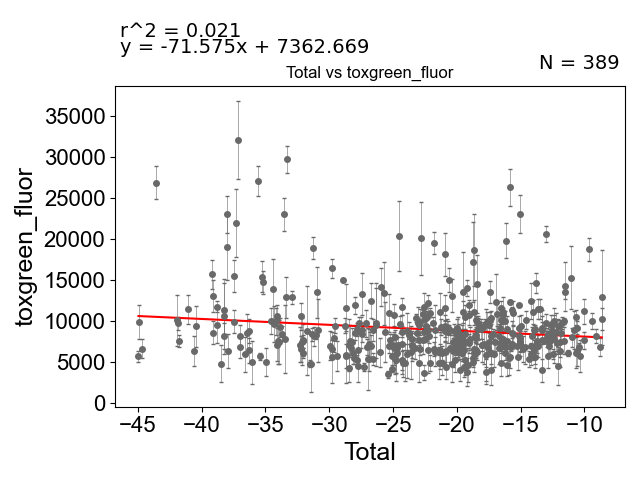 r^2 = 0.021
y = -71.575x + 7362.669
N = 389
Total vs toxgreen_fluor
toxgreen_fluor
35000
30000
25000
20000
15000
10000
5000
0
−45 −40 −35 −30 −25 −20 −15 −10
Total